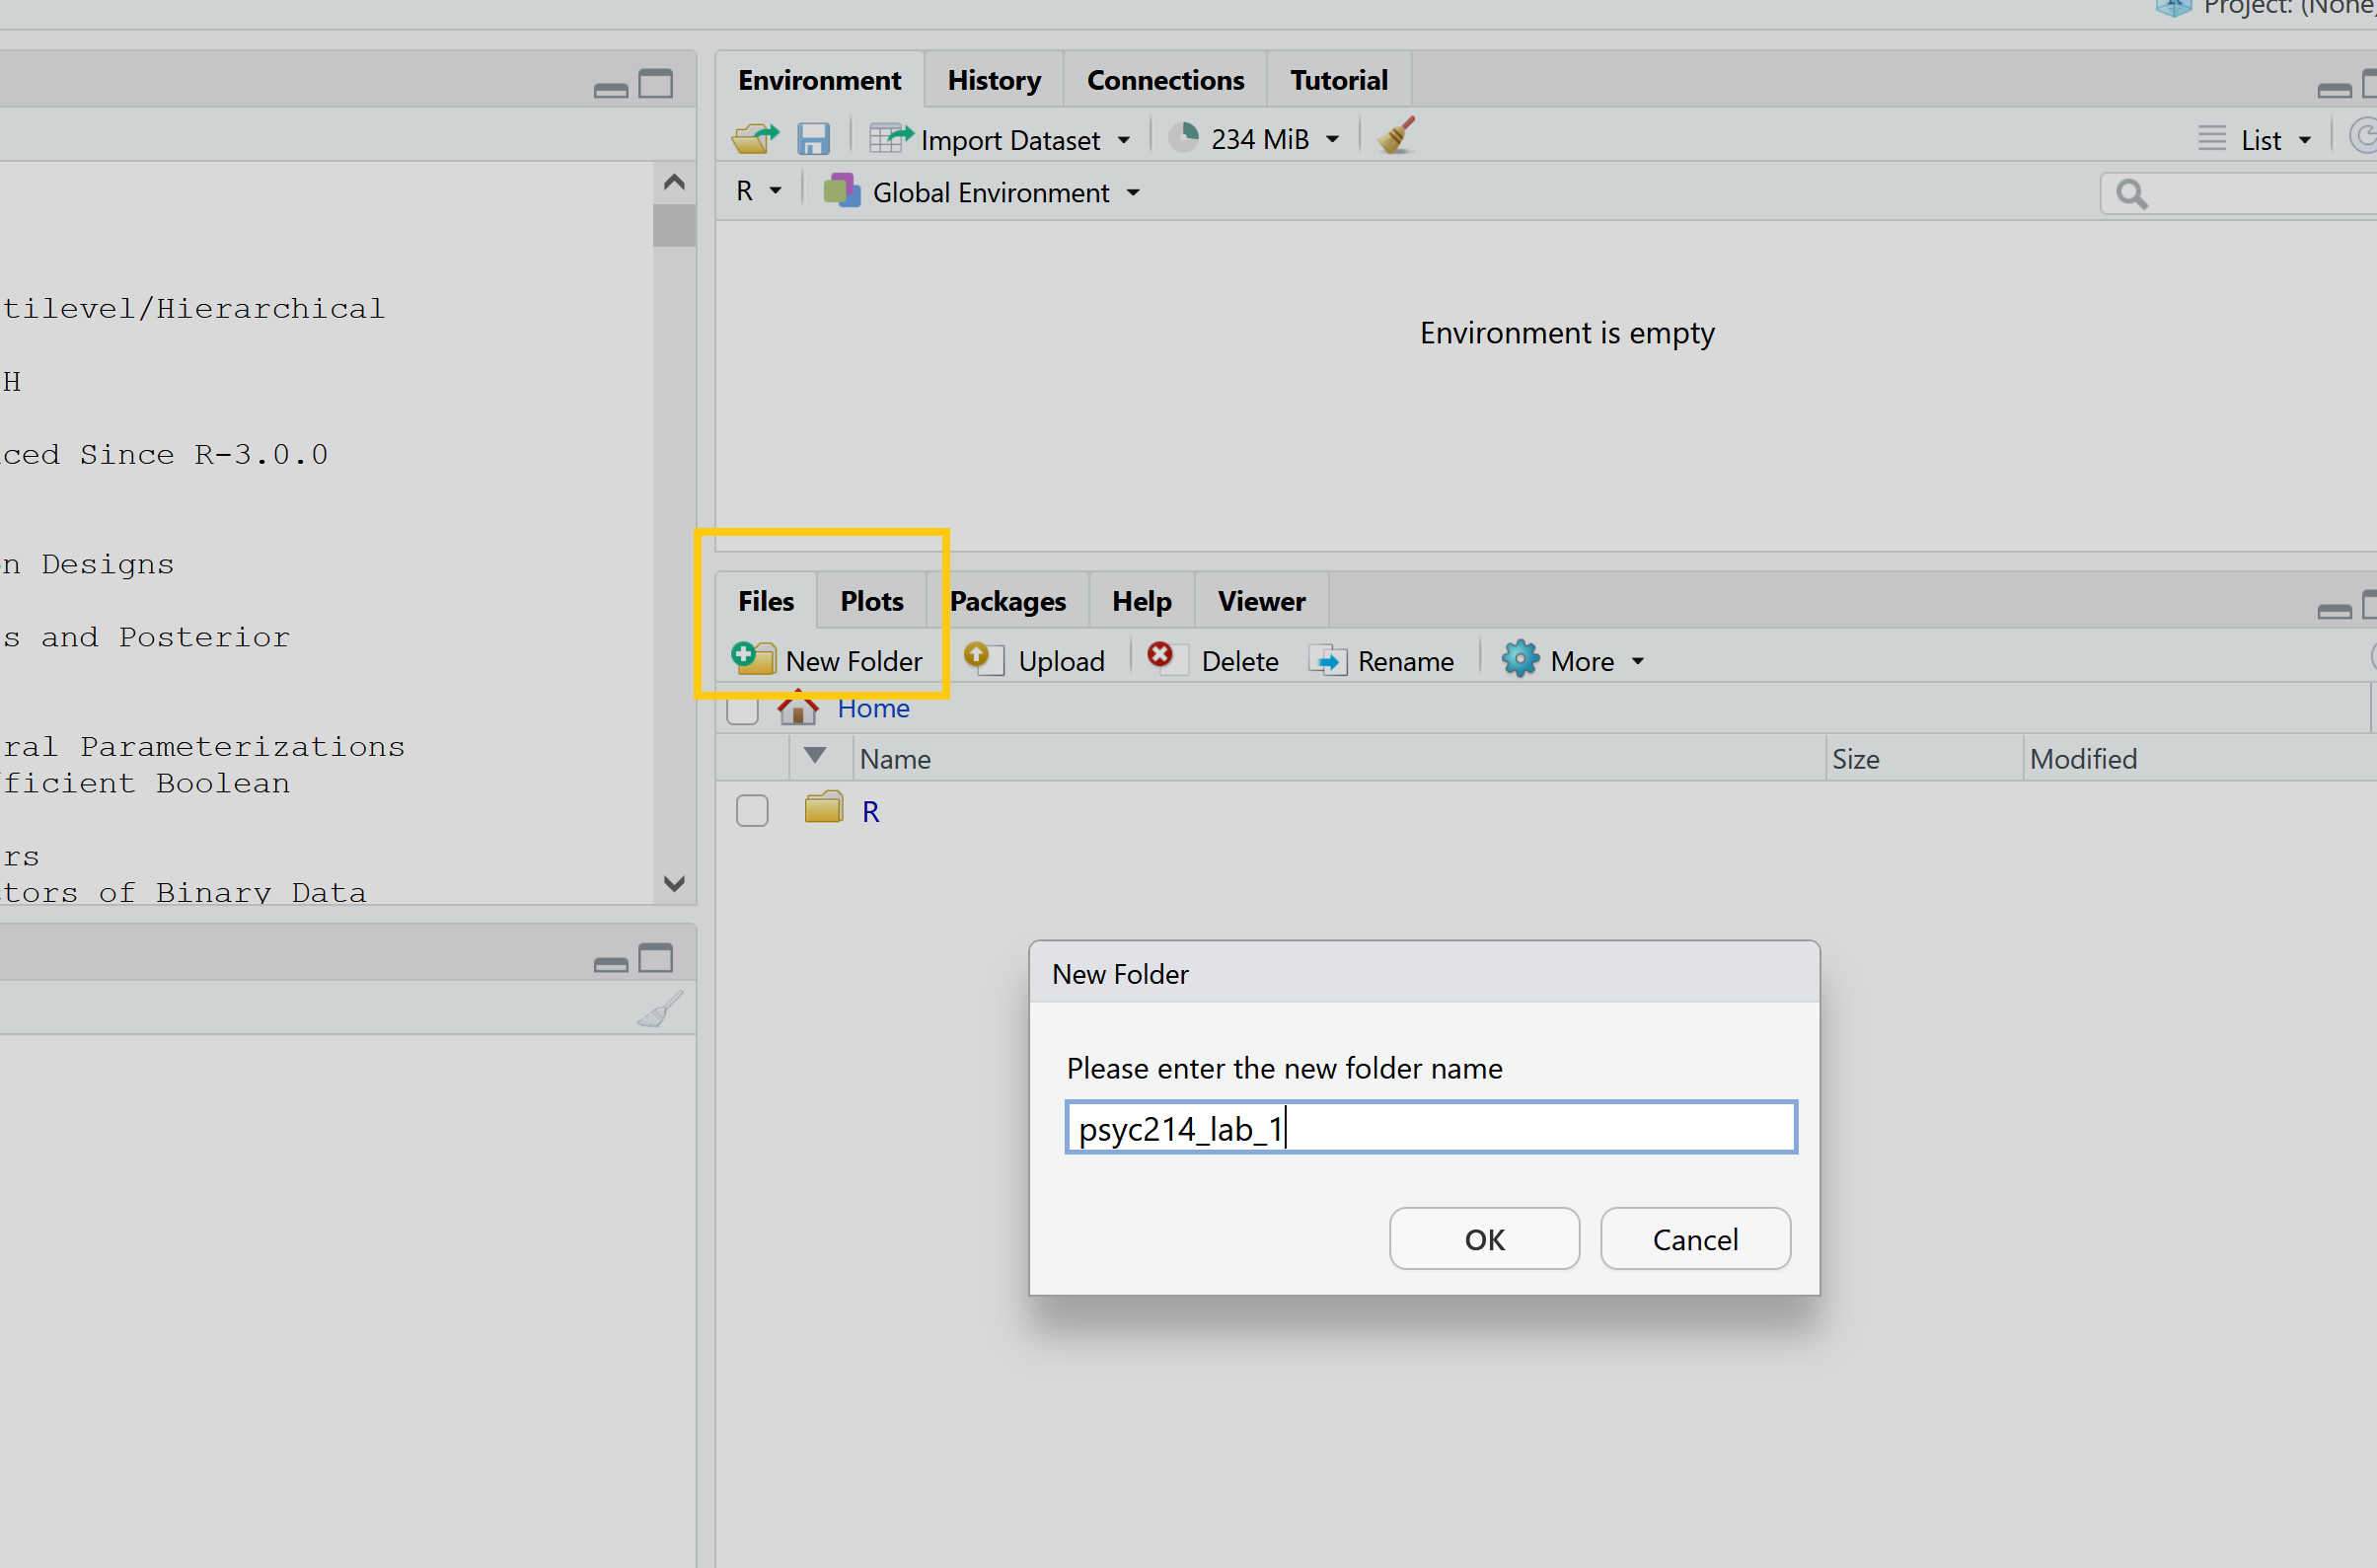 Project: (None
Environment History Connections Tutorial
Import Dataset 234 MiB List
R Global Environment
Environment is empty
tilevel/Hierarchical
H
ced Since R-3.0.0
n Designs
s and Posterior
ral Parameterizations
ficient Boolean
rs
tors of Binary Data
Files Plots Packages Help Viewer
New Folder Upload Delete Rename More
Home
Name Size Modified
R
New Folder
Please enter the new folder name
psyc214_lab_1
OK Cancel